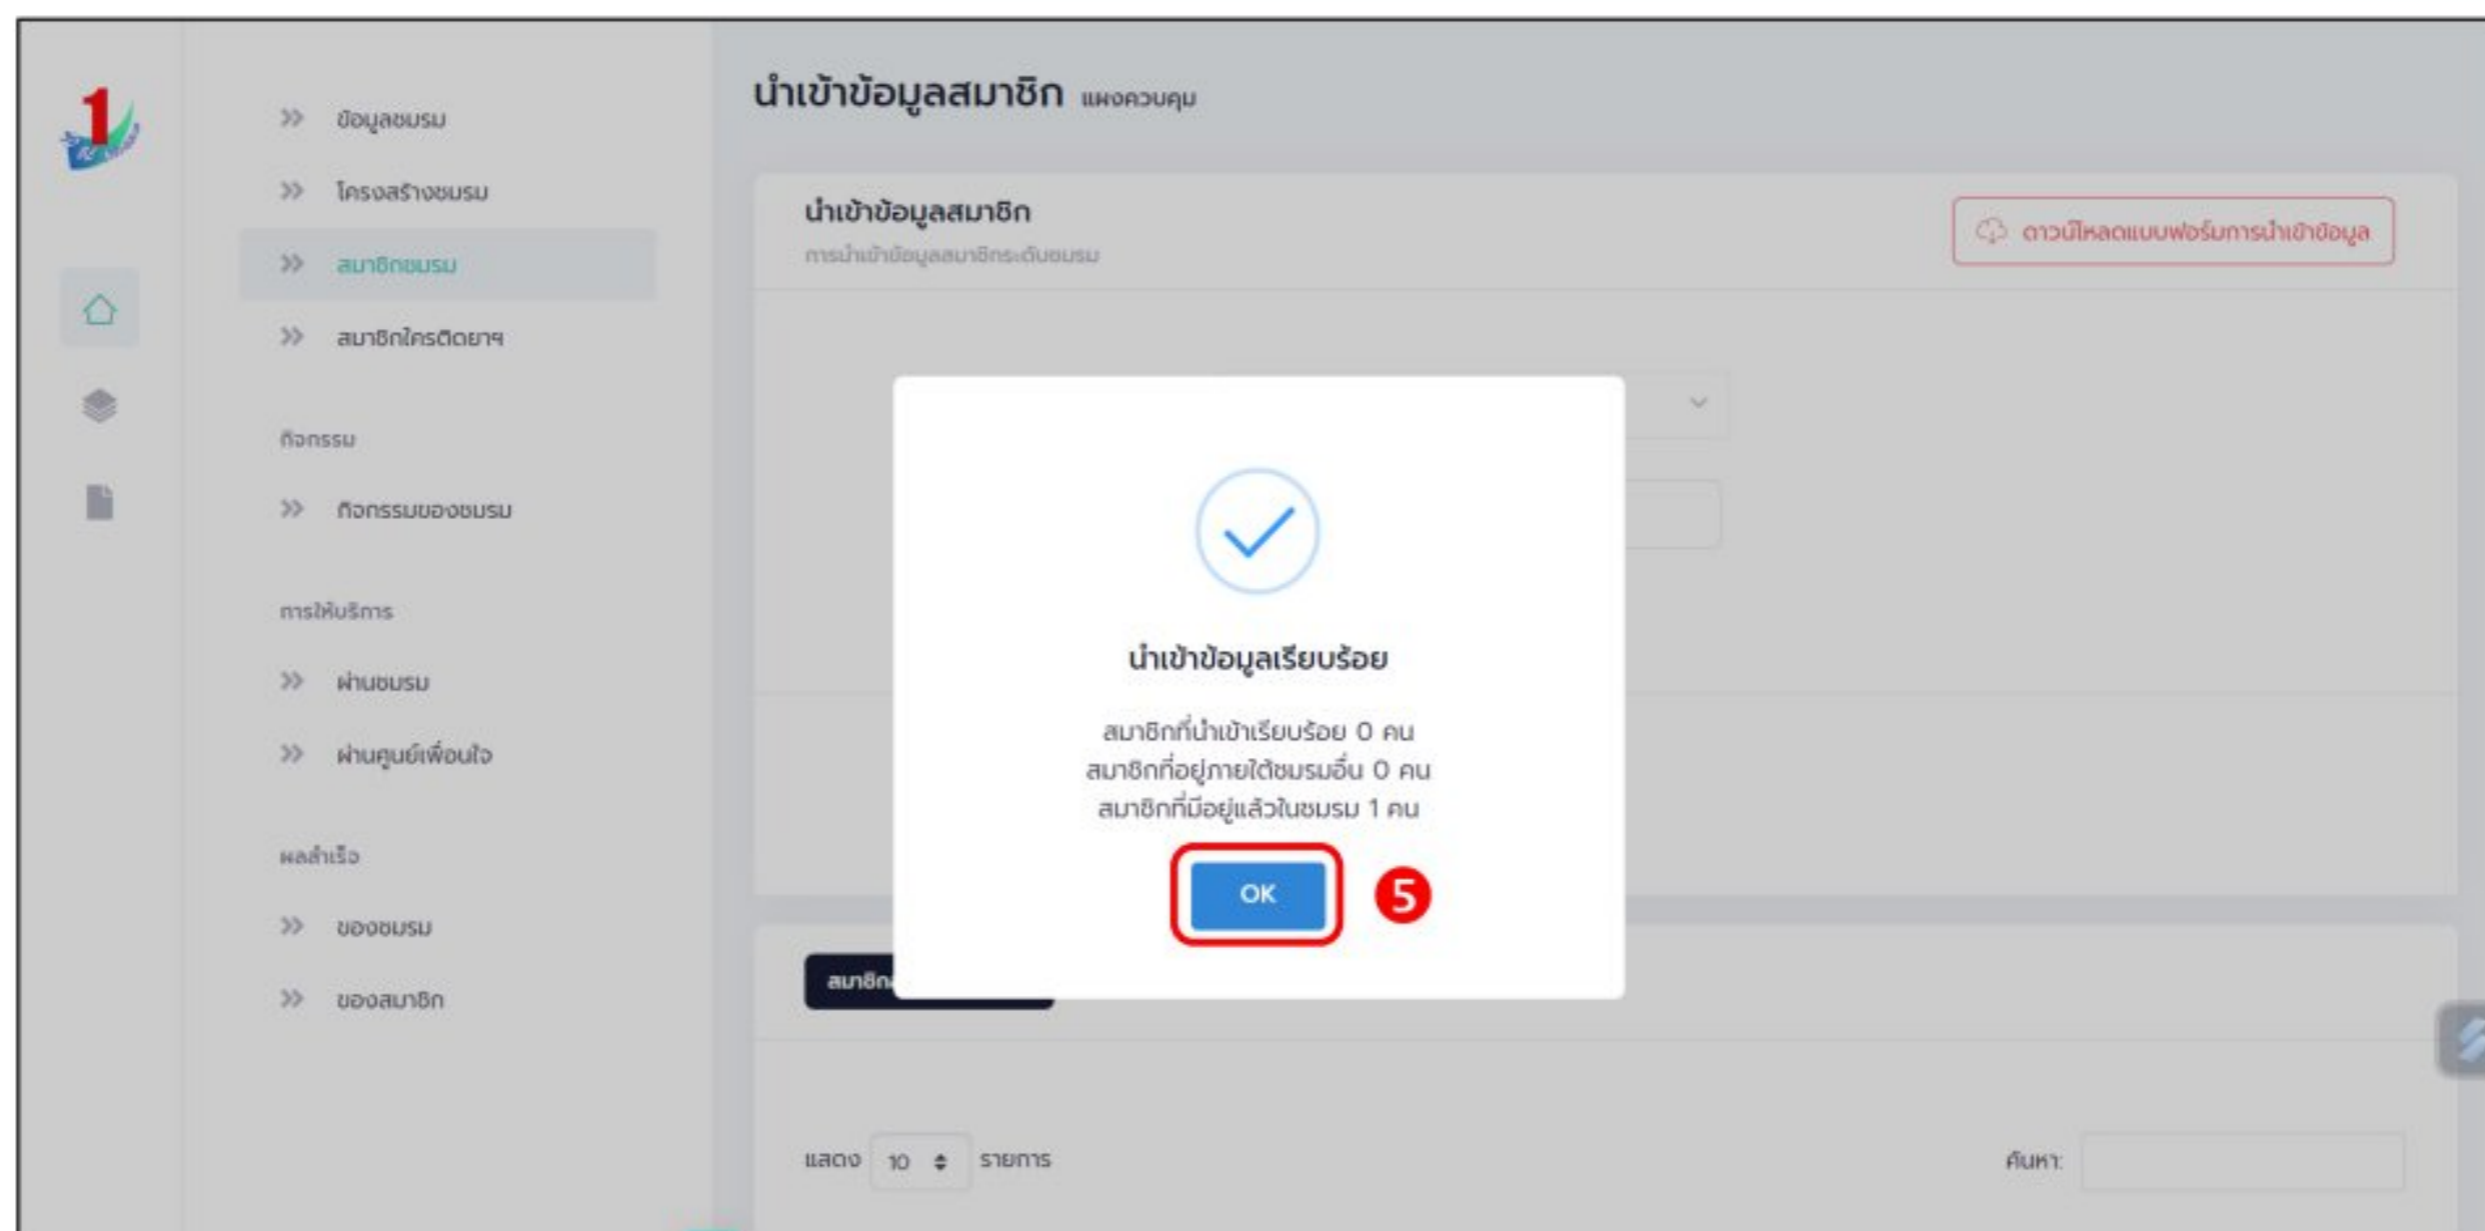 1
ข้อมูลชมรม
โครงสร้างชมรม
สมาชิกชมรม
สมาชิกใครติดยาฯ
กิจกรรม
กิจกรรมของชมรม
การให้บริการ
ผ่านชมรม
ผ่านศูนย์เพื่อนใจ
ผลสำเร็จ
ของชมรม
ของสมาชิก
นำเข้าข้อมูลสมาชิก แผงควบคุม
นำเข้าข้อมูลสมาชิก
การนำเข้าข้อมูลสมาชิกระดับชมรม
ดาวน์โหลดแบบฟอร์มการนำเข้าข้อมูล
นำเข้าข้อมูลเรียบร้อย
สมาชิกที่นำเข้าเรียบร้อย 0 คน
สมาชิกที่อยู่ภายใต้ชมรมอื่น 0 คน
สมาชิกที่มีอยู่แล้วในชมรม 1 คน
OK 5
สมาชิก
แสดง 10 รายการ
ค้นหา: